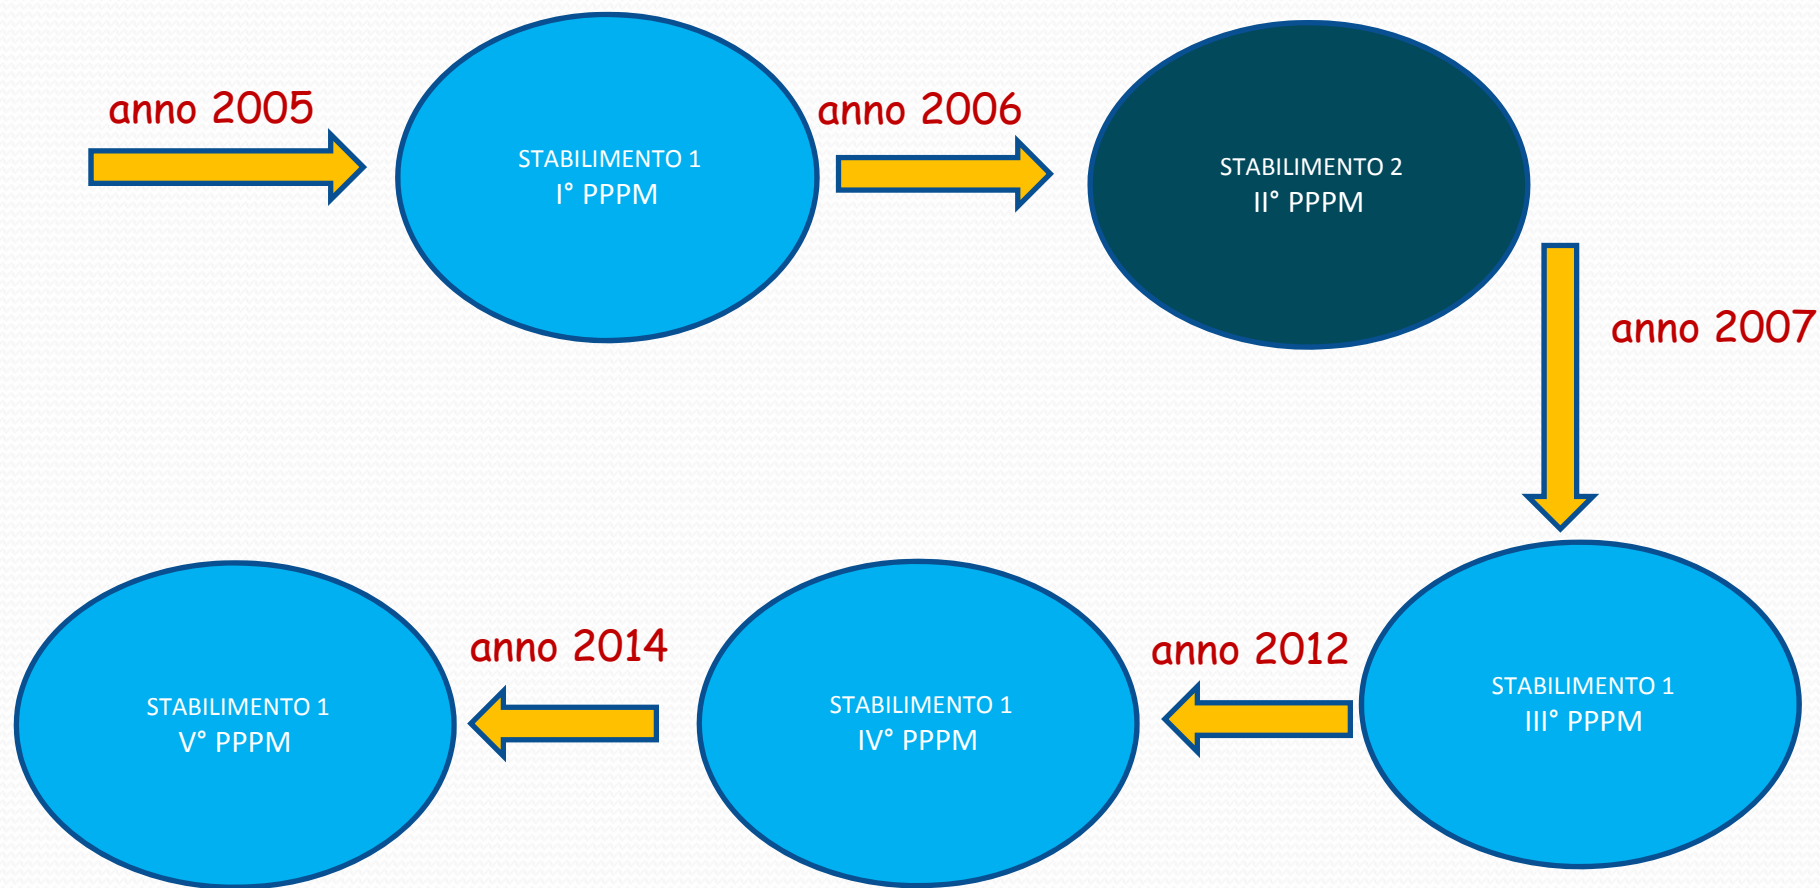 anno 2005
STABILIMENTO 1
I° PPPM
anno 2006
STABILIMENTO 2
II° PPPM
anno 2007
STABILIMENTO 1
III° PPPM
anno 2012
STABILIMENTO 1
IV° PPPM
anno 2014
STABILIMENTO 1
V° PPPM